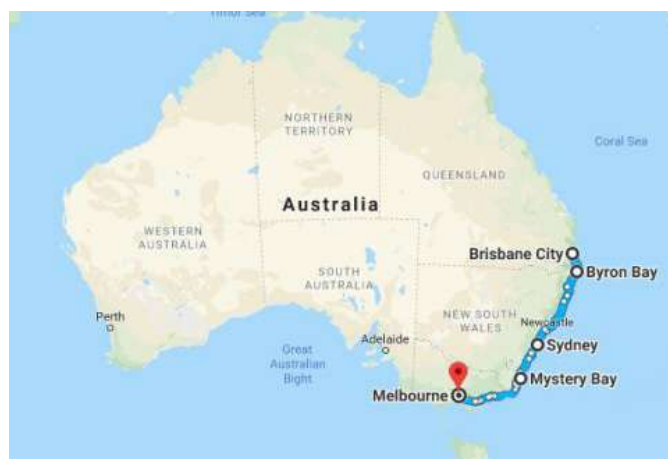 Timor Sea
NORTHERN
TERRITORY
Coral Sea
QUEENSLAND
Australia
WESTERN
AUSTRALIA
Brisbane City
SOUTH
AUSTRALIA
Byron Bay
NEW SOUTH
WALES
Newcastle
Perth
Adelaide
Sydney
Great
Australian
Bight
Mystery Bay
Melbourne